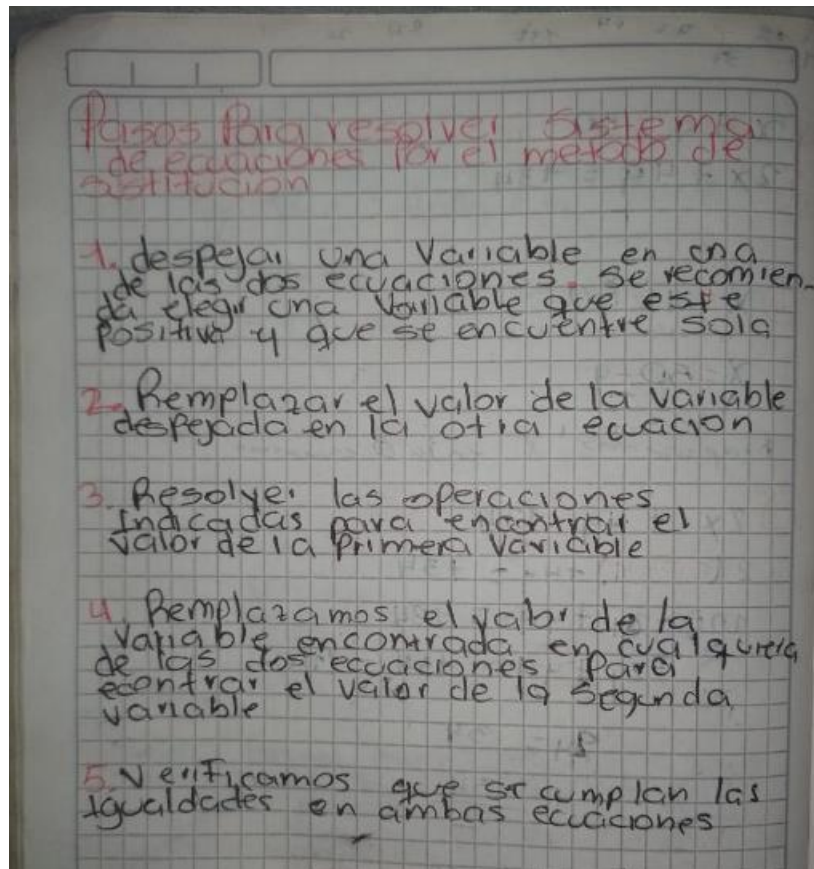 Pasos Para resolver Sistema
de ecuaciones Por el metodo de
sustitucion
1. despejar una Variable en una
de las dos ecuaciones. Se recomien-
da elegir una Variable que este
Positiva y que se encuentre sola
2. Remplazar el valor de la variable
despejada en la otra ecuacion
3. Resolver las operaciones
Indicadas para encontrar el
valor de la Primera Variable
4. Remplazamos el valor de la
Variable encontrada en cualquiera
de las dos ecuaciones Para
econtrar el valor de la Segunda
variable
5. Verificamos que se cumplan las
Igualdades en ambas ecuaciones